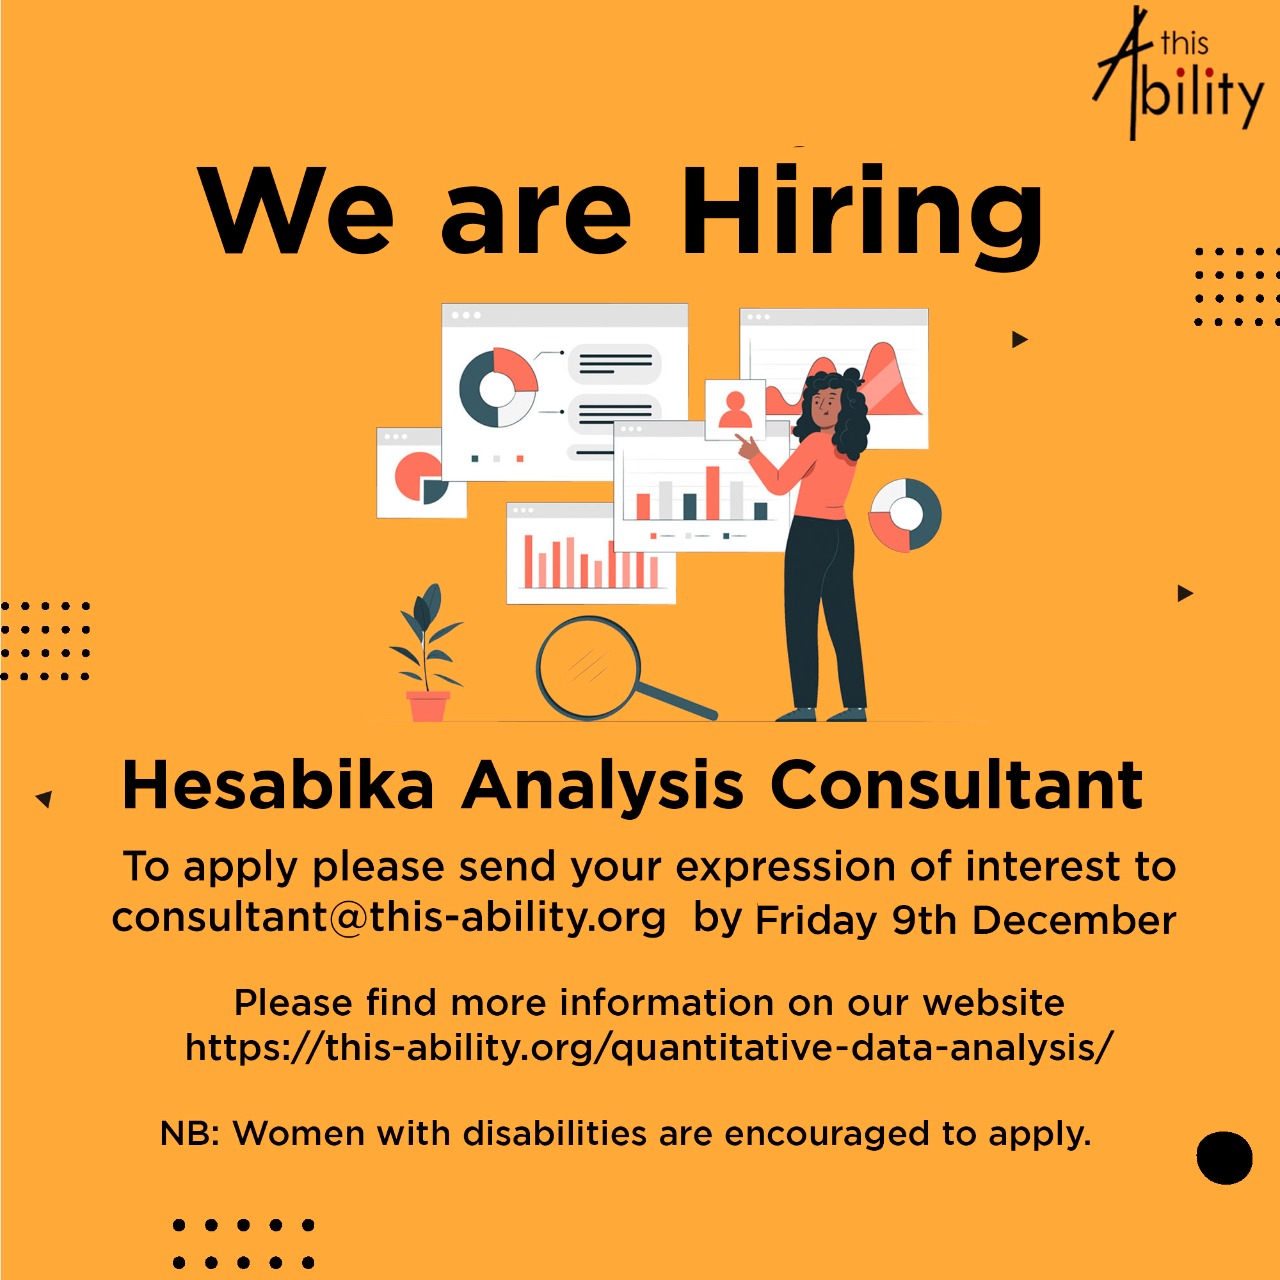 this
Ability
We are Hiring
Hesabika Analysis Consultant
To apply please send your expression of interest to
consultant@this-ability.org by Friday 9th December
Please find more information on our website
https://this-ability.org/quantitative-data-analysis/
NB: Women with disabilities are encouraged to apply.